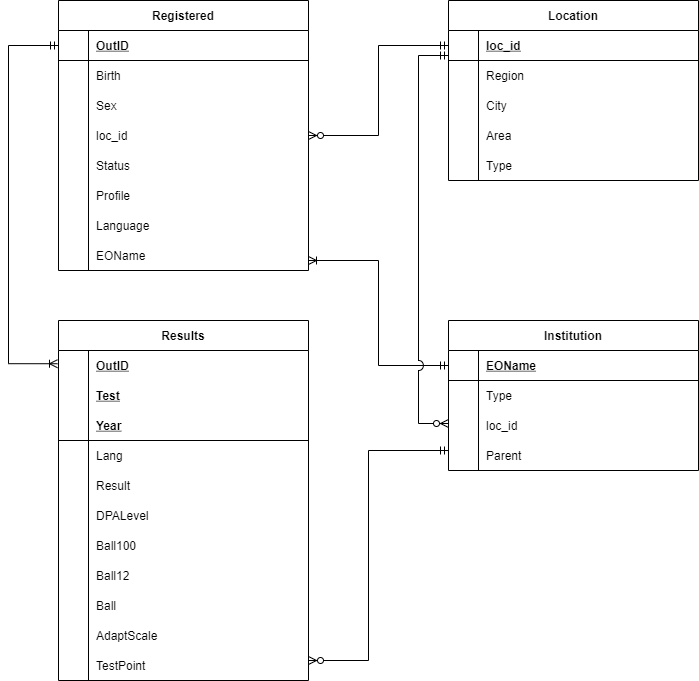 Registered
OutID
Birth
Sex
loc_id
Status
Profile
Language
EOName
Location
loc_id
Region
City
Area
Type
Results
OutID
Test
Year
Lang
Result
DPALevel
Ball100
Ball12
Ball
AdaptScale
TestPoint
Institution
EOName
Type
loc_id
Parent